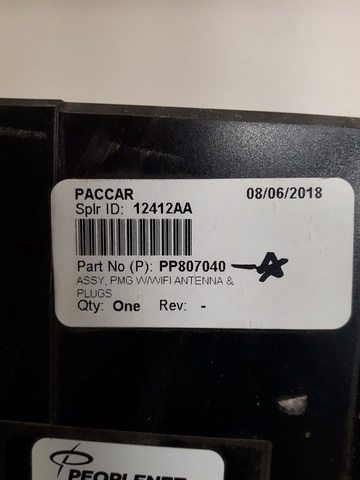 PACCAR 08/06/2018
Splr ID: 12412AA
Part No (P): PP807040 -A
ASSY, PMG W/WIFI ANTENNA &
PLUGS
Qty: One Rev: -